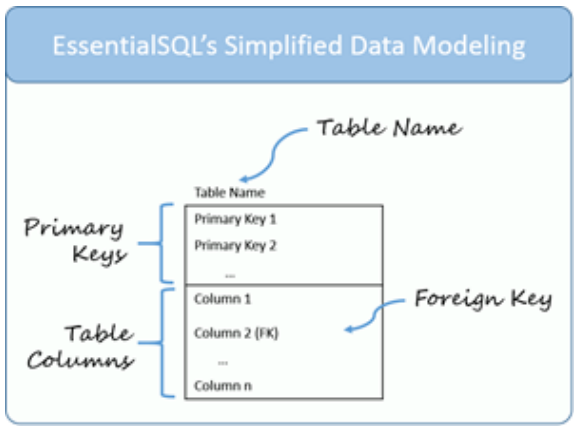 EssentialSQL's Simplified Data Modeling
Table Name
Table Name
Primary Keys
Primary Key 1
Primary Key 2
...
Table Columns
Column 1
Column 2 (FK)
...
Column n
Foreign Key